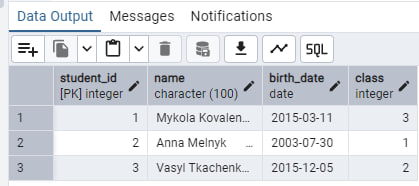 Data Output Messages Notifications
SQL
student_id name birth_date class
[PK] integer character (100) date integer
1 1 Mykola Kovalen... 2015-03-11 3
2 2 Anna Melnyk ... 2003-07-30 1
3 3 Vasyl Tkachenk... 2015-12-05 2